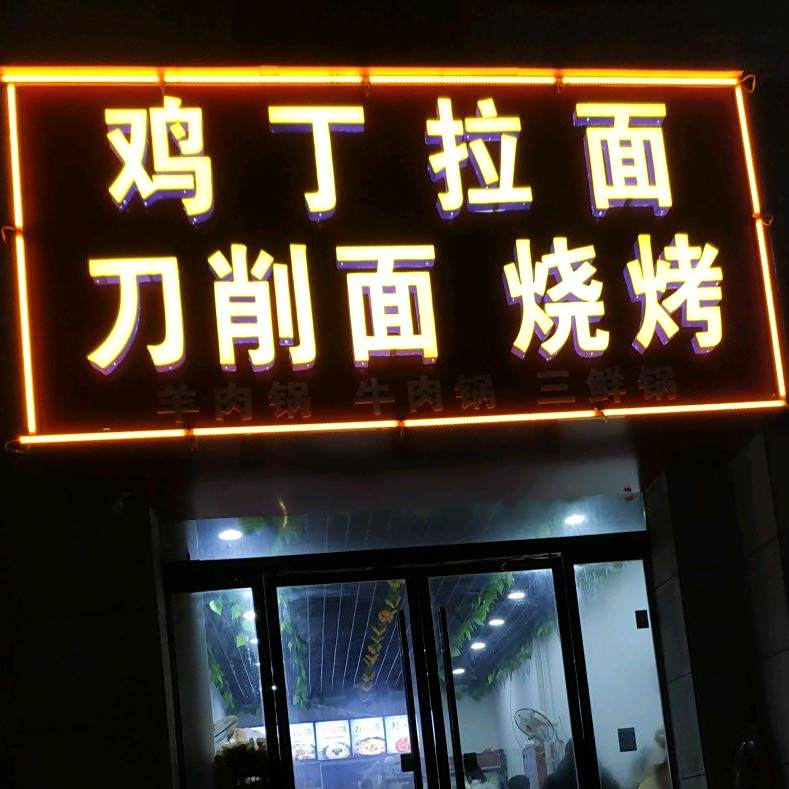 鸡丁拉面
刀削面 烧烤
羊肉锅 牛肉锅 三鲜锅